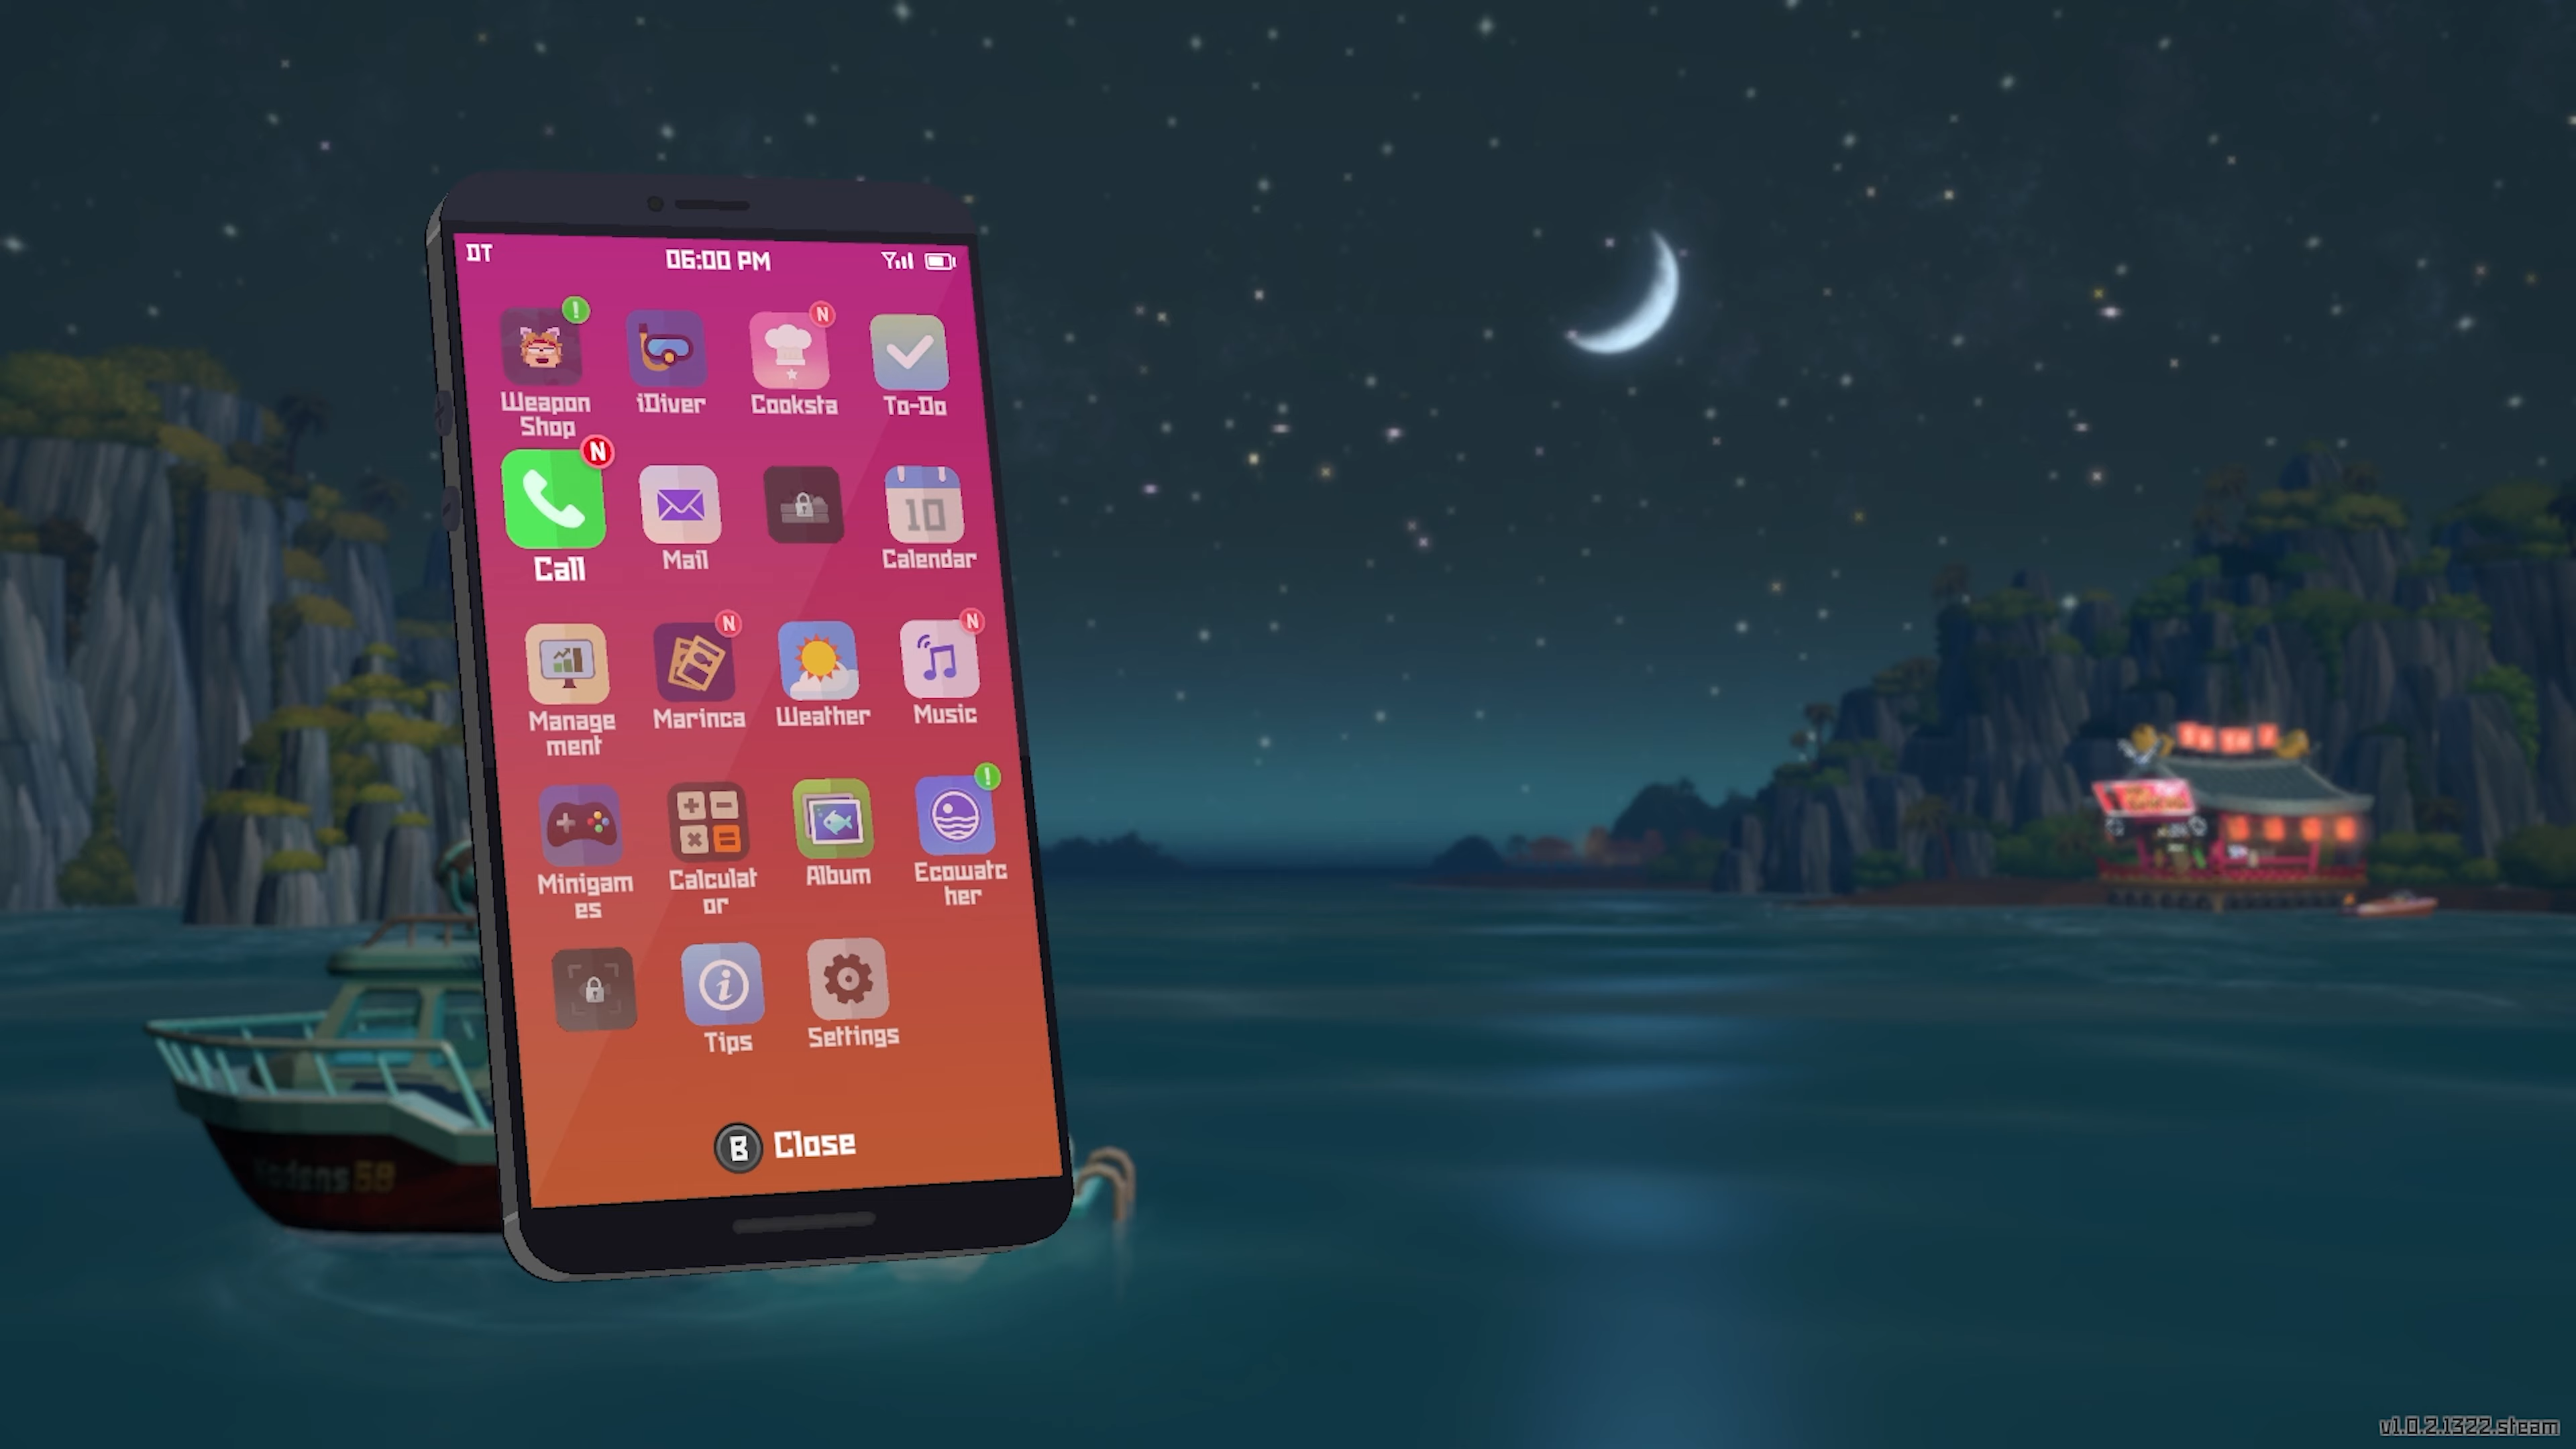 DT
06:00 PM
!
N
Weapon
Shop
iDiver
Cooksta
To-Do
N
10
Call
Mail
Calendar
N
N
Manage
ment
Marinca
Weather
Music
!
Minigam
es
Calculat
or
Album
Ecowatc
her
i
Tips
Settings
B Close
58
v1.0.2.1322.steam